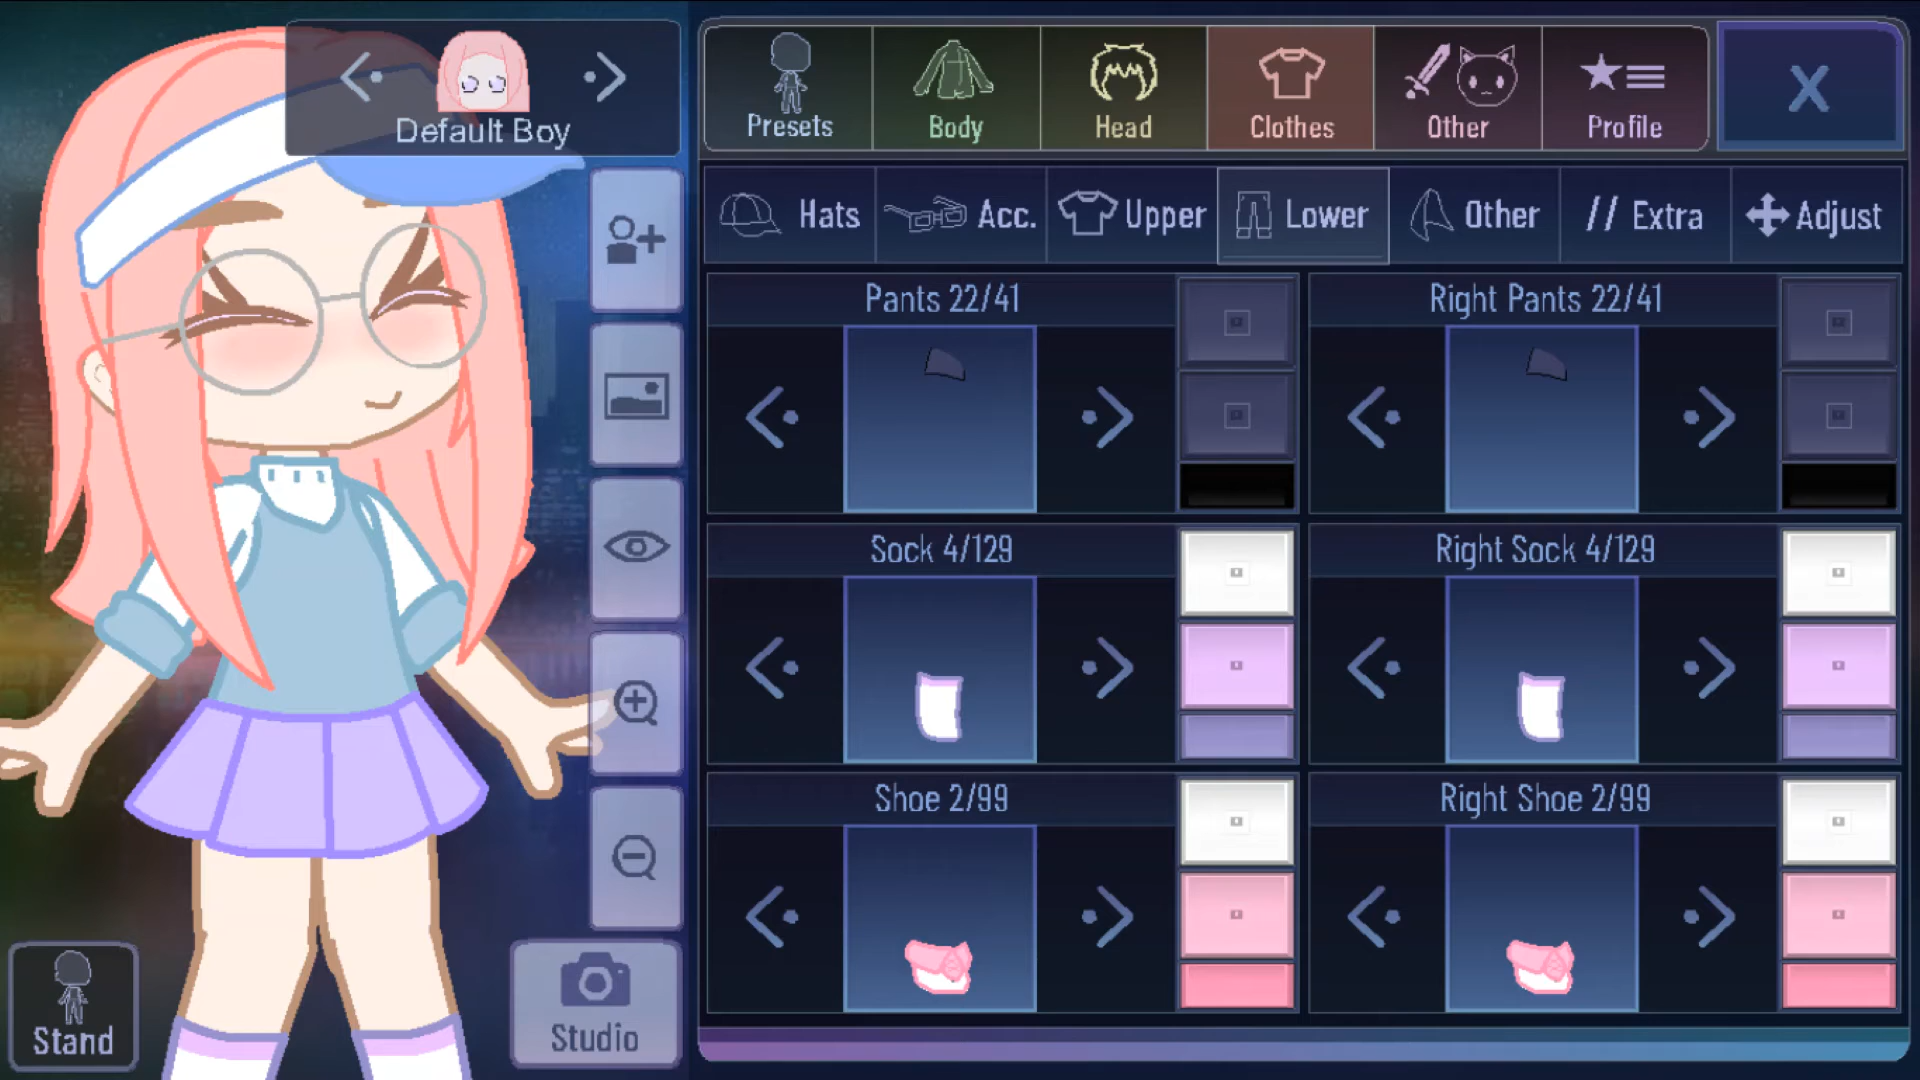 Default Boy
Presets
Body
Head
Clothes
Other
Profile
X
Hats
Acc.
Upper
Lower
Other
// Extra
Adjust
Pants 22/41
Right Pants 22/41
Sock 4/129
Right Sock 4/129
Shoe 2/99
Right Shoe 2/99
Stand
Studio